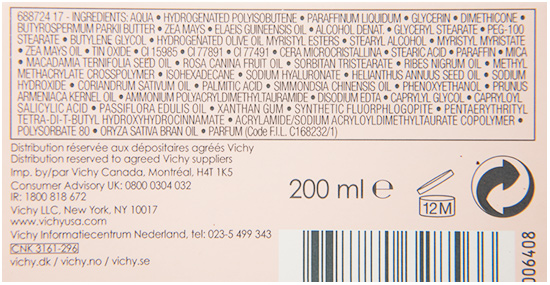 688724 17 - INGREDIENTS: AQUA • HYDROGENATED POLYISOBUTENE • PARAFFINUM LIQUIDUM • GLYCERIN • DIMETHICONE •
BUTYROSPERMUM PARKII BUTTER • ZEA MAYS • ELAEIS GUINEENSIS OIL • ALCOHOL DENAT. • GLYCERYL STEARATE • PEG-100
STEARATE • BUTYLENE GLYCOL • HYDROGENATED OLIVE OIL MYRISTYL ESTERS • STEARYL ALCOHOL • MYRISTYL MYRISTATE
• ZEA MAYS OIL • TIN OXIDE • CI 15985 • CI 77891 • CI 77491 • CERA MICROCRISTALLINA • STEARIC ACID • PARAFFIN • MICA
• MACADAMIA TERNIFOLIA SEED OIL • ROSA CANINA FRUIT OIL • SORBITAN TRISTEARATE • RIBES NIGRUM OIL • METHYL
METHACRYLATE CROSSPOLYMER • ISOHEXADECANE • SODIUM HYALURONATE • HELIANTHUS ANNUUS SEED OIL • SODIUM
HYDROXIDE • CORIANDRUM SATIVUM OIL • PALMITIC ACID • SIMMONDSIA CHINENSIS OIL • PHENOXYETHANOL • PRUNUS
ARMENIACA KERNEL OIL • AMMONIUM POLYACRYLDIMETHYLTAURAMIDE • DISODIUM EDTA • CAPRYLYL GLYCOL • CAPRYLOYL
SALICYLIC ACID • PASSIFLORA EDULIS OIL • XANTHAN GUM • SYNTHETIC FLUORPHLOGOPITE • PENTAERYTHRITYL
TETRA-DI-T-BUTYL HYDROXYHYDROCINNAMATE • ACRYLAMIDE/SODIUM ACRYLOYLDIMETHYLTAURATE COPOLYMER •
POLYSORBATE 80 • ORYZA SATIVA BRAN OIL • PARFUM (Code F.I.L. C168232/1)
Distribution réservée aux dépositaires agréés Vichy
Distribution reserved to agreed Vichy suppliers
Imp. by/par Vichy Canada, Montréal, H4T 1K5
Consumer Advisory UK: 0800 0304 032
IR: 1800 818 672
Vichy LLC, New York, NY 10017
www.vichyusa.com
Vichy Informatiecentrum Nederland, tel: 023-5 499 343
CNK 3161-296
vichy.dk / vichy.no / vichy.se
200 ml e
12M
006408